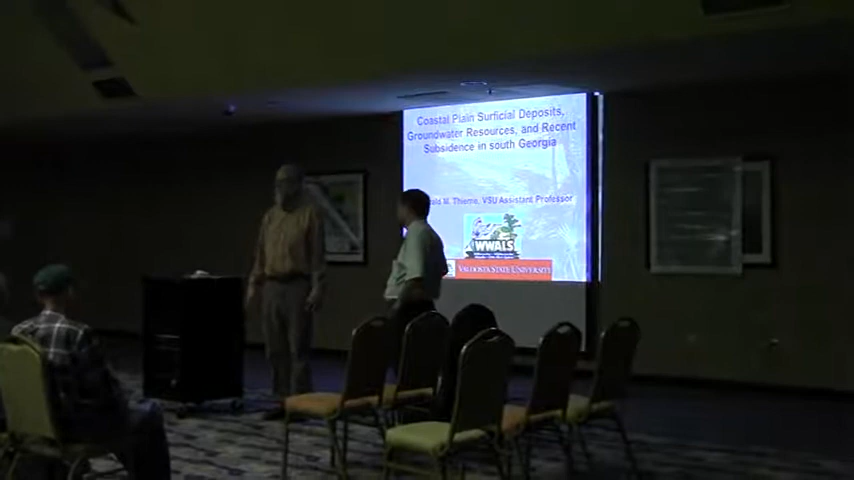 Coastal Plain Surficial Deposits,
Groundwater Resources, and Recent
Subsidence in south Georgia
ald M. Thieme, VSU Assistant Professor
WWALS
VALDOSTA STATE UNIVERSITY